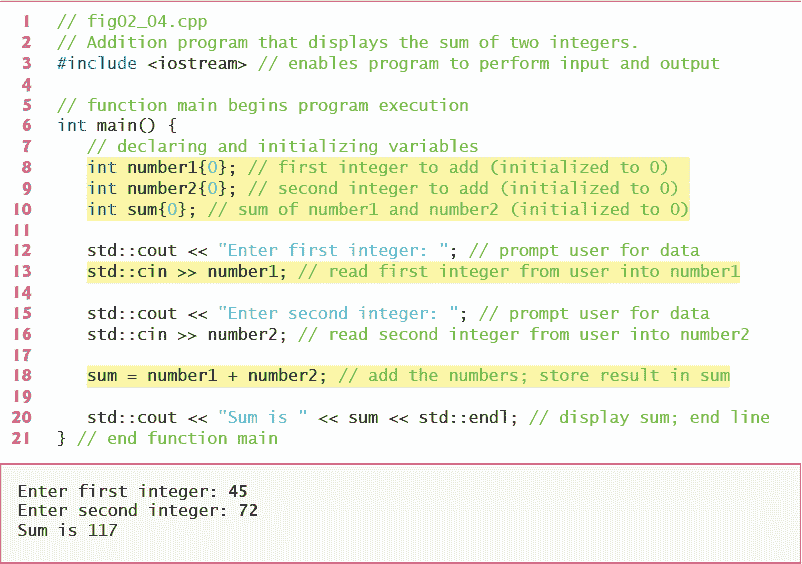 1 // fig02_04.cpp
2 // Addition program that displays the sum of two integers.
3 #include <iostream> // enables program to perform input and output
4
5 // function main begins program execution
6 int main() {
7 // declaring and initializing variables
8 int number1{0}; // first integer to add (initialized to 0)
9 int number2{0}; // second integer to add (initialized to 0)
10 int sum{0}; // sum of number1 and number2 (initialized to 0)
11
12 std::cout << "Enter first integer: "; // prompt user for data
13 std::cin >> number1; // read first integer from user into number1
14
15 std::cout << "Enter second integer: "; // prompt user for data
16 std::cin >> number2; // read second integer from user into number2
17
18 sum = number1 + number2; // add the numbers; store result in sum
19
20 std::cout << "Sum is " << sum << std::endl; // display sum; end line
21 } // end function main
Enter first integer: 45
Enter second integer: 72
Sum is 117